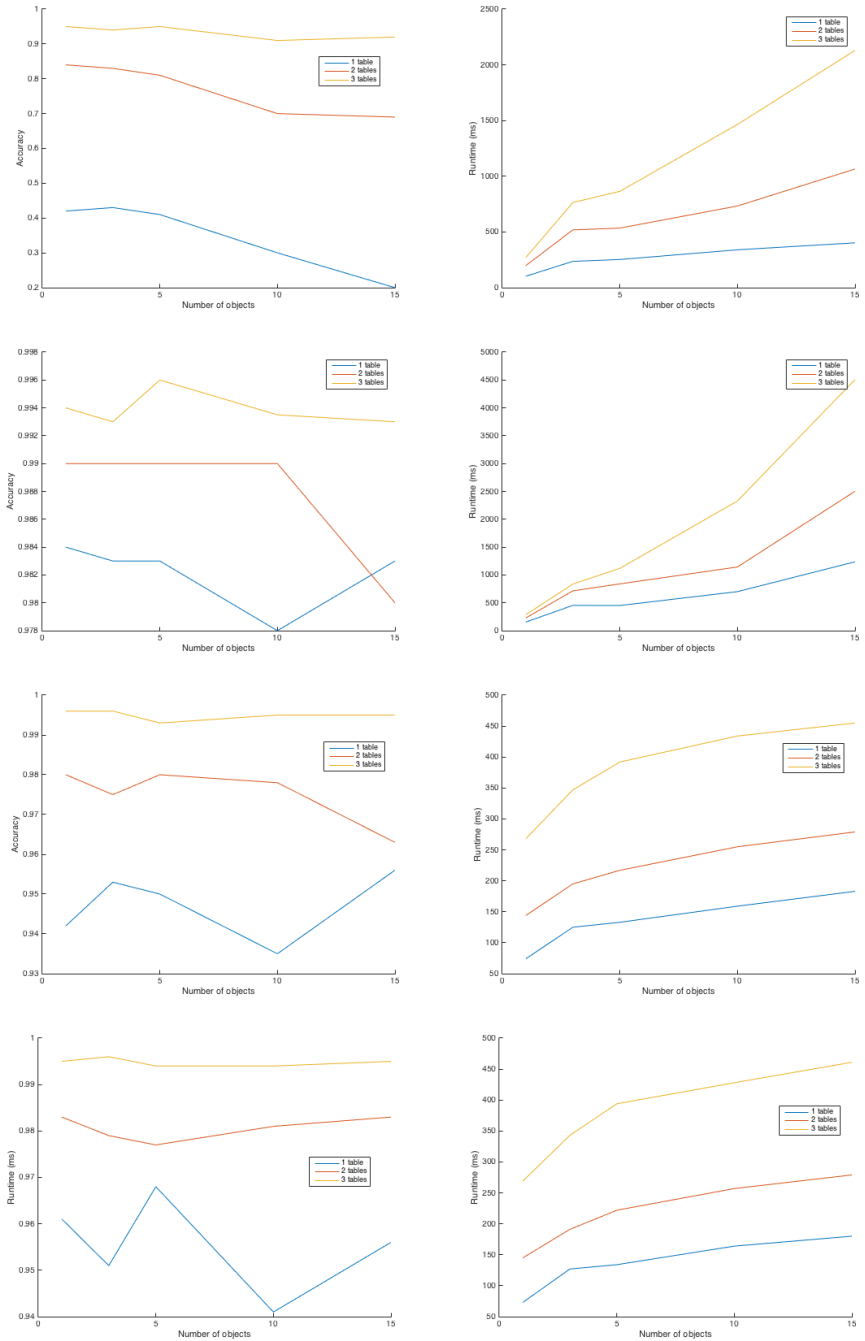 1
0.9
0.8
0.7
0.6
0.5
0.4
0.3
0.2
0
5
10
15
Accuracy
Number of objects
1 table
2 tables
3 tables
2500
2000
1500
1000
500
0
0
5
10
15
Runtime (ms)
Number of objects
1 table
2 tables
3 tables
0.998
0.996
0.994
0.992
0.99
0.988
0.986
0.984
0.982
0.98
0.978
0
5
10
15
Accuracy
Number of objects
1 table
2 tables
3 tables
5000
4500
4000
3500
3000
2500
2000
1500
1000
500
0
0
5
10
15
Runtime (ms)
Number of objects
1 table
2 tables
3 tables
1
0.99
0.98
0.97
0.96
0.95
0.94
0.93
0
5
10
15
Accuracy
Number of objects
1 table
2 tables
3 tables
500
450
400
350
300
250
200
150
100
50
0
5
10
15
Runtime (ms)
Number of objects
1 table
2 tables
3 tables
1
0.99
0.98
0.97
0.96
0.95
0.94
0
5
10
15
Runtime (ms)
Number of objects
1 table
2 tables
3 tables
500
450
400
350
300
250
200
150
100
50
0
5
10
15
Runtime (ms)
Number of objects
1 table
2 tables
3 tables